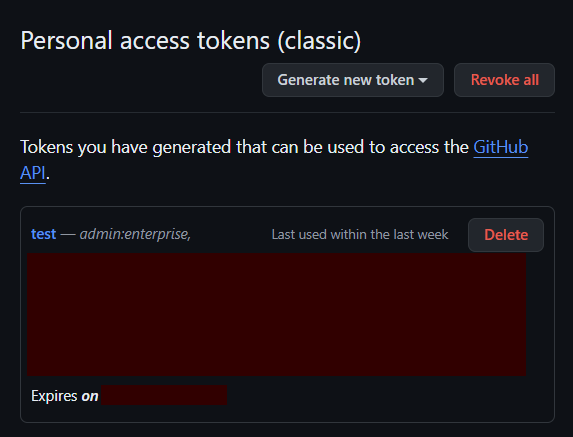 Personal access tokens (classic)
Generate new token Revoke all
Tokens you have generated that can be used to access the GitHub
API.
test — admin:enterprise, Last used within the last week Delete
Expires on